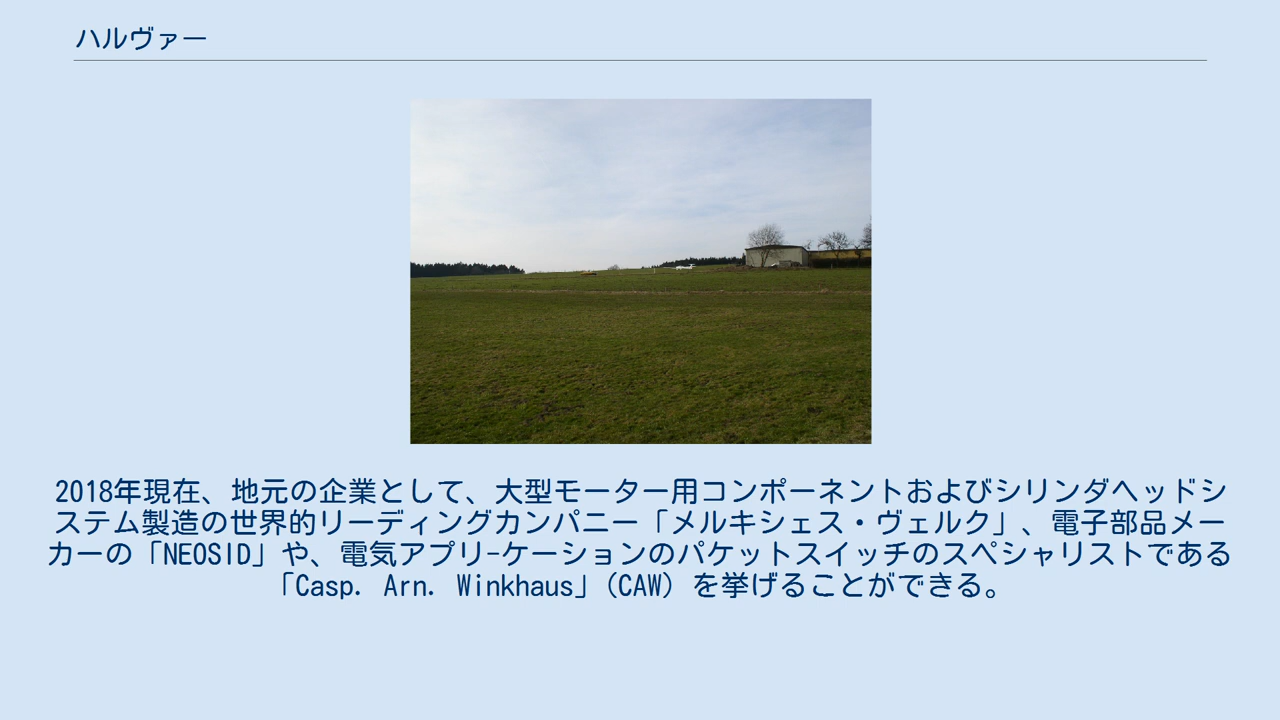 ハルヴァー
2018年現在、地元の企業として、大型モーター用コンポーネントおよびシリンダヘッドシ
ステム製造の世界的リーディングカンパニー「メルキシェス・ヴェルク」、電子部品メー
カーの「NEOSID」や、電気アプリ-ケーションのパケットスイッチのスペシャリストである
「Casp. Arn. Winkhaus」(CAW) を挙げることができる。